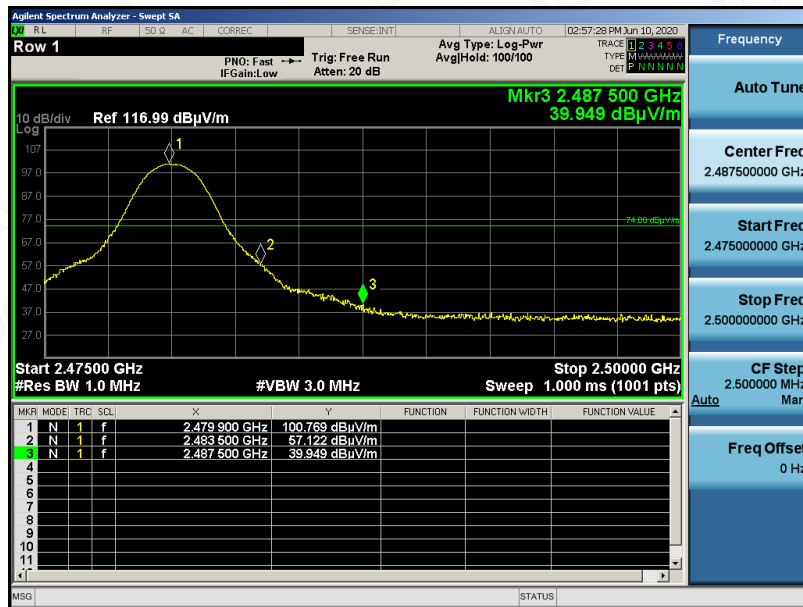 Agilent Spectrum Analyzer - Swept SA
RL RF 50 Ω AC CORREC SENSE:INT ALIGN AUTO 02:57:28 PM Jun 10, 2020
Row 1
PNO: Fast
IFGain:Low
Trig: Free Run
Atten: 20 dB
Avg Type: Log-Pwr
Avg|Hold: 100/100
TRACE 1 2 3 4 5 6
TYPE M
DET P N N N N N
Frequency
Mkr3 2.487 500 GHz
39.949 dBµV/m
10 dB/div Ref 116.99 dBµV/m
Log
107
97.0
87.0
77.0
67.0
57.0
47.0
37.0
27.0
1
2
3
74.00 dBµV/m
Start 2.47500 GHz Stop 2.50000 GHz
#Res BW 1.0 MHz #VBW 3.0 MHz Sweep 1.000 ms (1001 pts)
MKR MODE TRC SCL X Y FUNCTION FUNCTION WIDTH FUNCTION VALUE
1 N 1 f 2.479 900 GHz 100.769 dBµV/m
2 N 1 f 2.483 500 GHz 57.122 dBµV/m
3 N 1 f 2.487 500 GHz 39.949 dBµV/m
4
5
6
7
8
9
10
11
Auto Tune
Center Freq
2.487500000 GHz
Start Freq
2.475000000 GHz
Stop Freq
2.500000000 GHz
CF Step
2.500000 MHz
Auto Man
Freq Offset
0 Hz
MSG STATUS